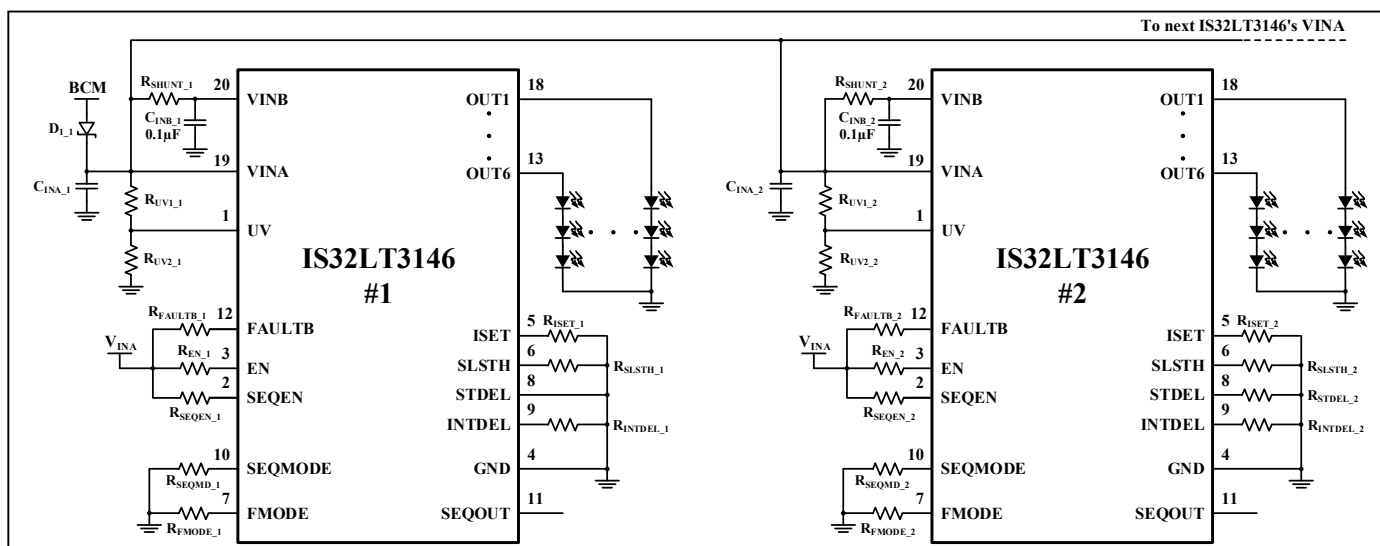 To next IS32LT3146's VINA
BCM
D1_1
CINA_1
RSHUNT_1
CINB_1
0.1µF
RUV1_1
RUV2_1
20 VINB
19 VINA
1 UV
IS32LT3146
#1
VINA
RFAULTB_1
12 FAULTB
REN_1
3 EN
2 SEQEN
RSEQEN_1
10 SEQMODE
RSEQMD_1
7 FMODE
RFMODE_1
OUT1 18
OUT6 13
ISET 5 RISET_1
SLSTH 6 RSLSTH_1
STDEL 8
INTDEL 9 RINTDEL_1
GND 4
SEQOUT 11
CINA_2
RSHUNT_2
CINB_2
0.1µF
RUV1_2
RUV2_2
20 VINB
19 VINA
1 UV
IS32LT3146
#2
VINA
RFAULTB_2
12 FAULTB
REN_2
3 EN
2 SEQEN
RSEQEN_2
10 SEQMODE
RSEQMD_2
7 FMODE
RFMODE_2
OUT1 18
OUT6 13
ISET 5 RISET_2
SLSTH 6 RSLSTH_2
STDEL 8 RSTDEL_2
INTDEL 9 RINTDEL_2
GND 4
SEQOUT 11